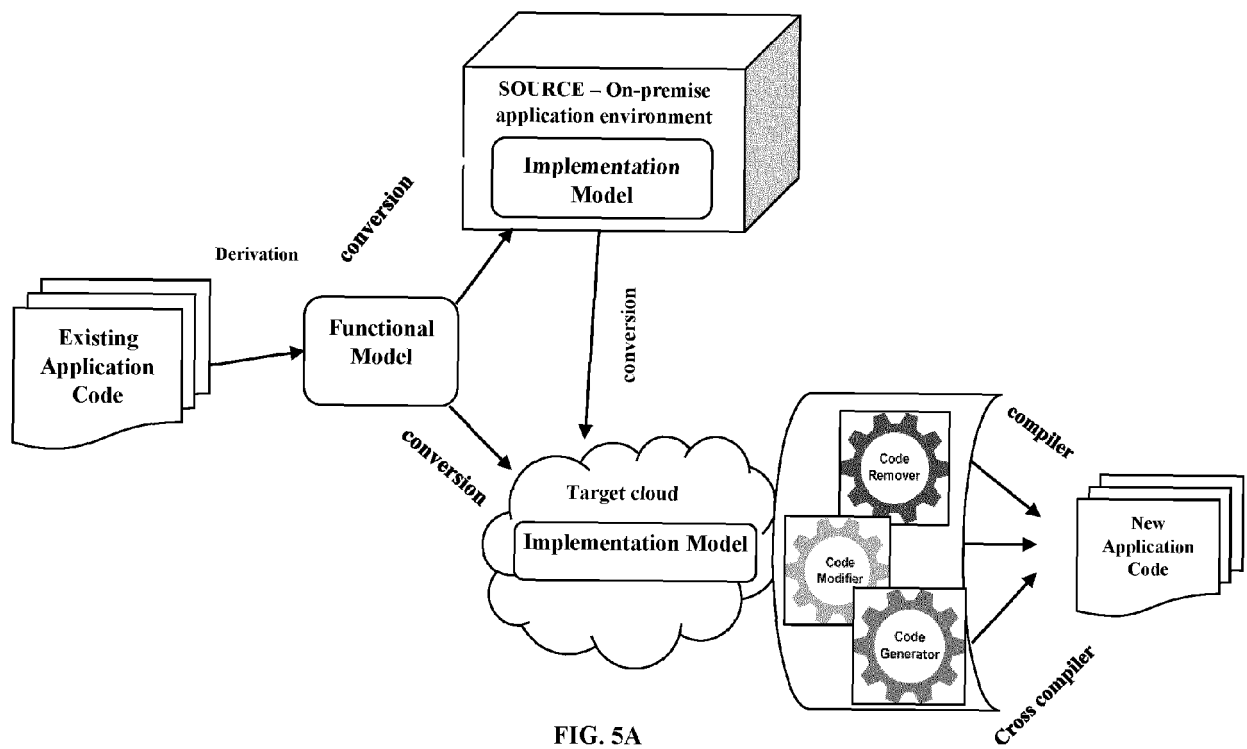 SOURCE – On-premise
application environment
Implementation
Model
conversion
Derivation
Existing
Application
Code
Functional
Model
conversion
conversion
Target cloud
Implementation Model
Code
Remover
Code
Modifier
Code
Generator
compiler
New
Application
Code
Cross compiler
FIG. 5A